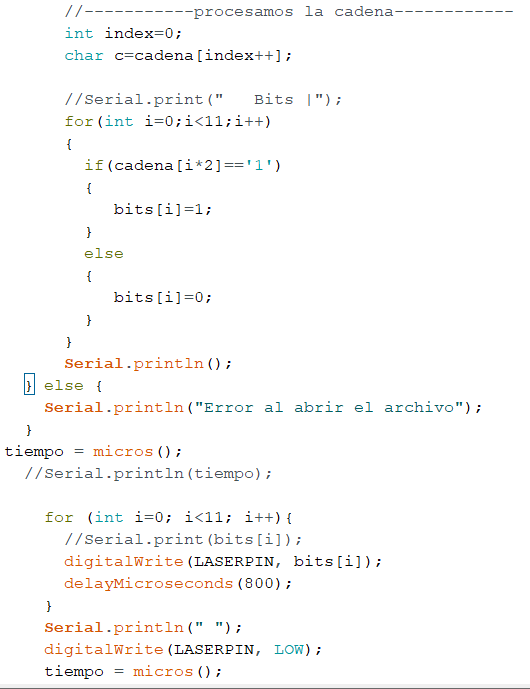 //-----------procesamos la cadena------------
int index=0;
char c=cadena[index++];
//Serial.print("   Bits |");
for(int i=0;i<11;i++)
{
if(cadena[i*2]=='1')
{
bits[i]=1;
}
else
{
bits[i]=0;
}
}
Serial.println();
} else {
Serial.println("Error al abrir el archivo");
}
tiempo = micros();
//Serial.println(tiempo);
for (int i=0; i<11; i++){
//Serial.print(bits[i]);
digitalWrite(LASERPIN, bits[i]);
delayMicroseconds(800);
}
Serial.println(" ");
digitalWrite(LASERPIN, LOW);
tiempo = micros();